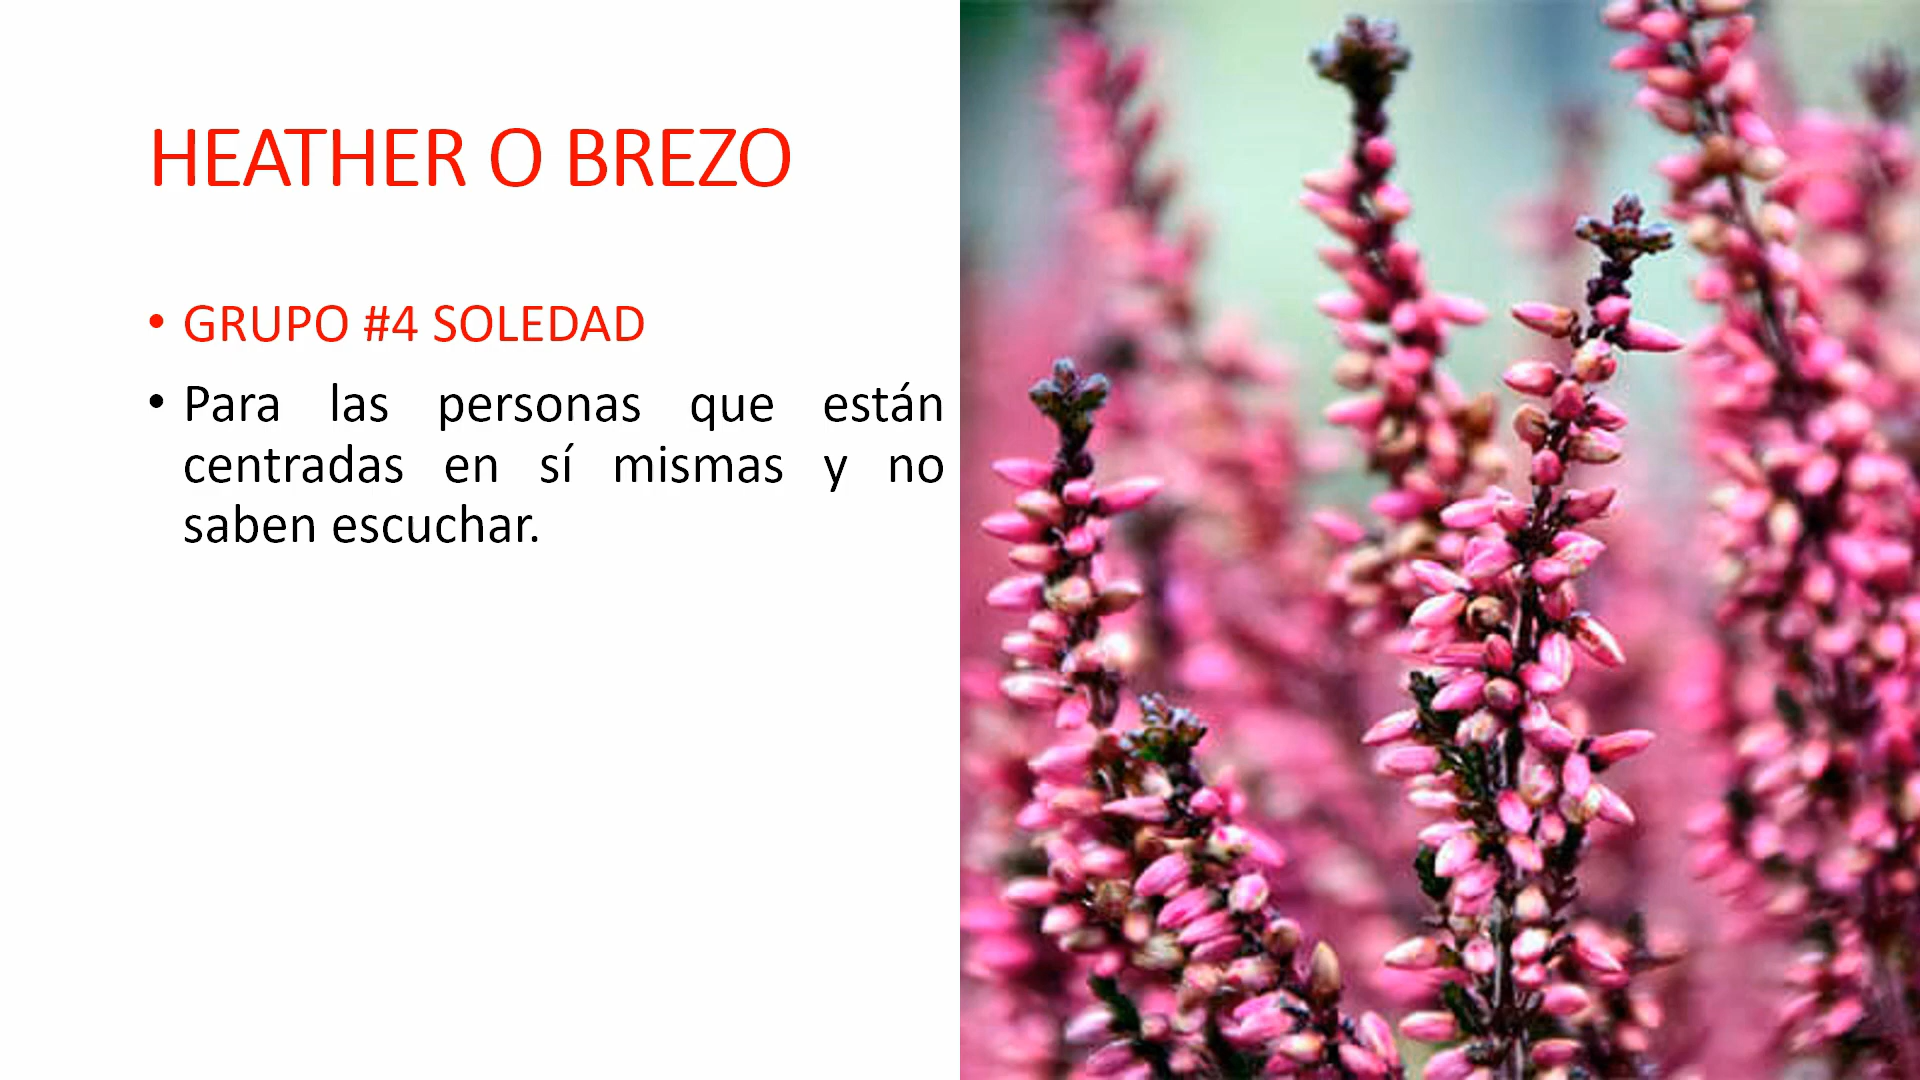 HEATHER O BREZO
• GRUPO #4 SOLEDAD
• Para las personas que están
centradas en sí mismas y no
saben escuchar.